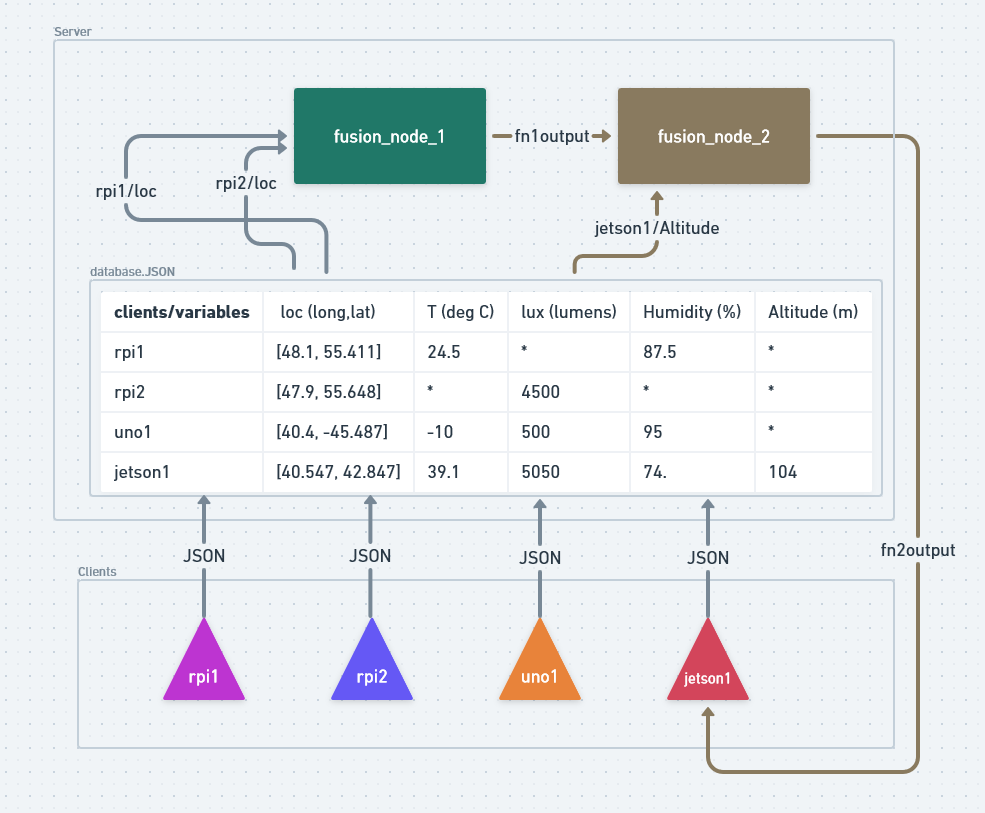 Server
fusion_node_1
fn1output
fusion_node_2
rpi1/loc
rpi2/loc
jetson1/Altitude
database.JSON
clients/variables loc (long,lat) T (deg C) lux (lumens) Humidity (%) Altitude (m)
rpi1 [48.1, 55.411] 24.5 * 87.5 *
rpi2 [47.9, 55.648] * 4500 * *
uno1 [40.4, -45.487] -10 500 95 *
jetson1 [40.547, 42.847] 39.1 5050 74. 104
JSON JSON JSON JSON
fn2output
Clients
rpi1 rpi2 uno1 jetson1